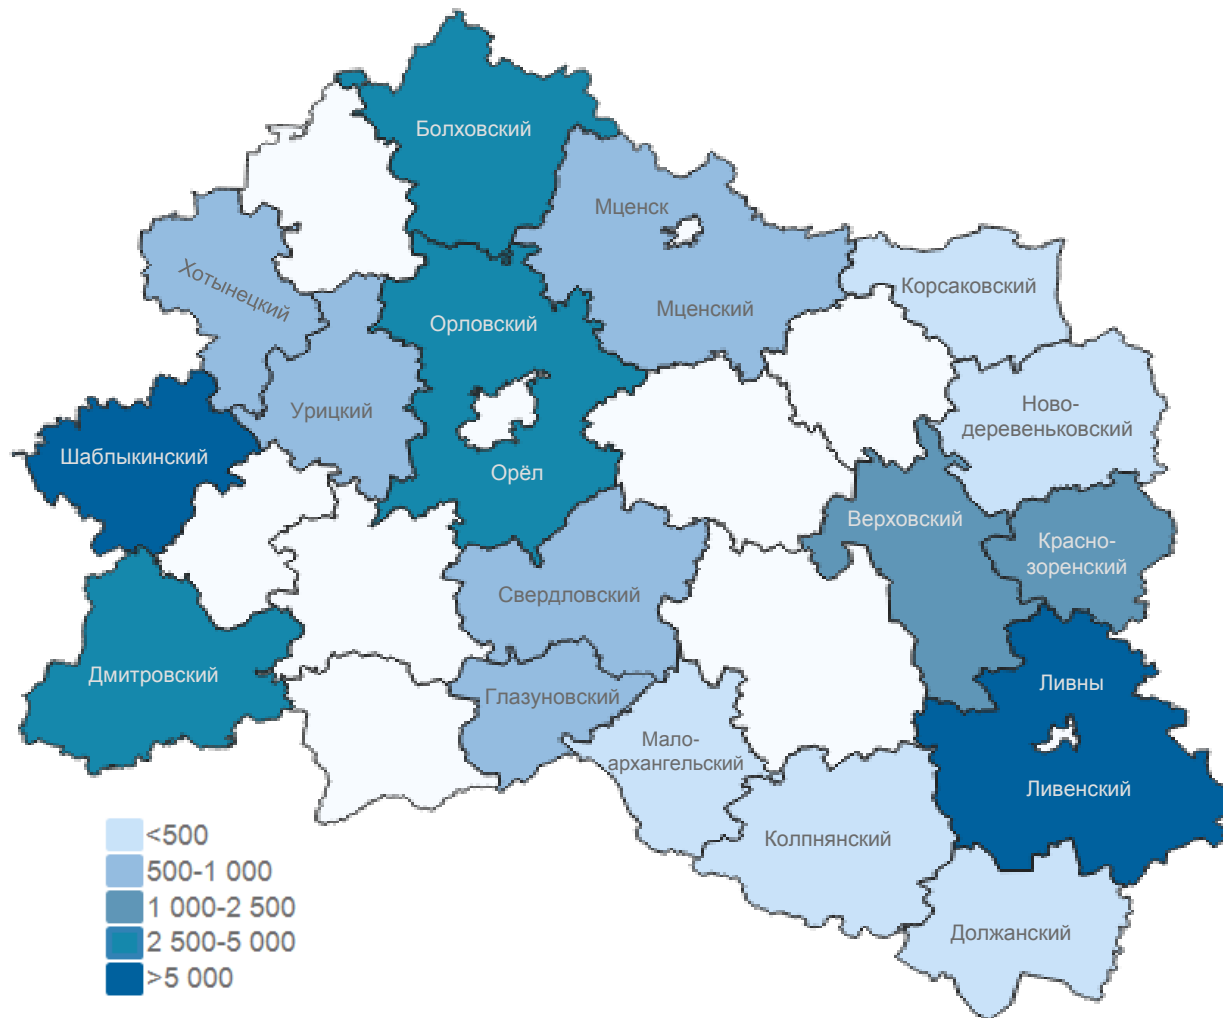 Болховский
Мценск
Хотынецкий
Корсаковский
Мценский
Орловский
Урицкий
Ново-
деревеньковский
Шаблыкинский
Орёл
Верховский
Красно-
зоренский
Свердловский
Дмитровский
Глазуновский
Ливны
Мало-
архангельский
Ливенский
Колпнянский
Должанский
<500
500-1 000
1 000-2 500
2 500-5 000
>5 000